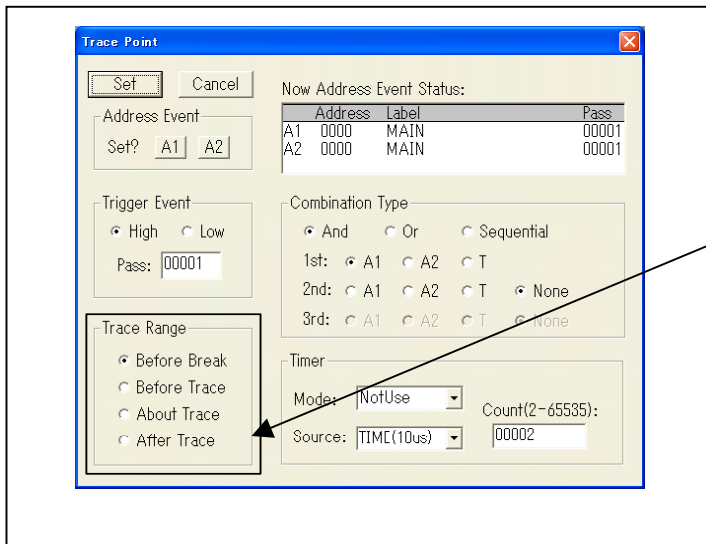 Trace Point
Set Cancel
Now Address Event Status:
Address Label Pass
A1 0000 MAIN 00001
A2 0000 MAIN 00001
Address Event
Set? A1 A2
Trigger Event
High Low
Pass: 00001
Combination Type
And Or Sequential
1st: A1 A2 T
2nd: A1 A2 T None
3rd: A1 A2 T None
Trace Range
Before Break
Before Trace
About Trace
After Trace
Timer
Mode: NotUse
Count(2-65535):
Source: TIME(10us) 00002